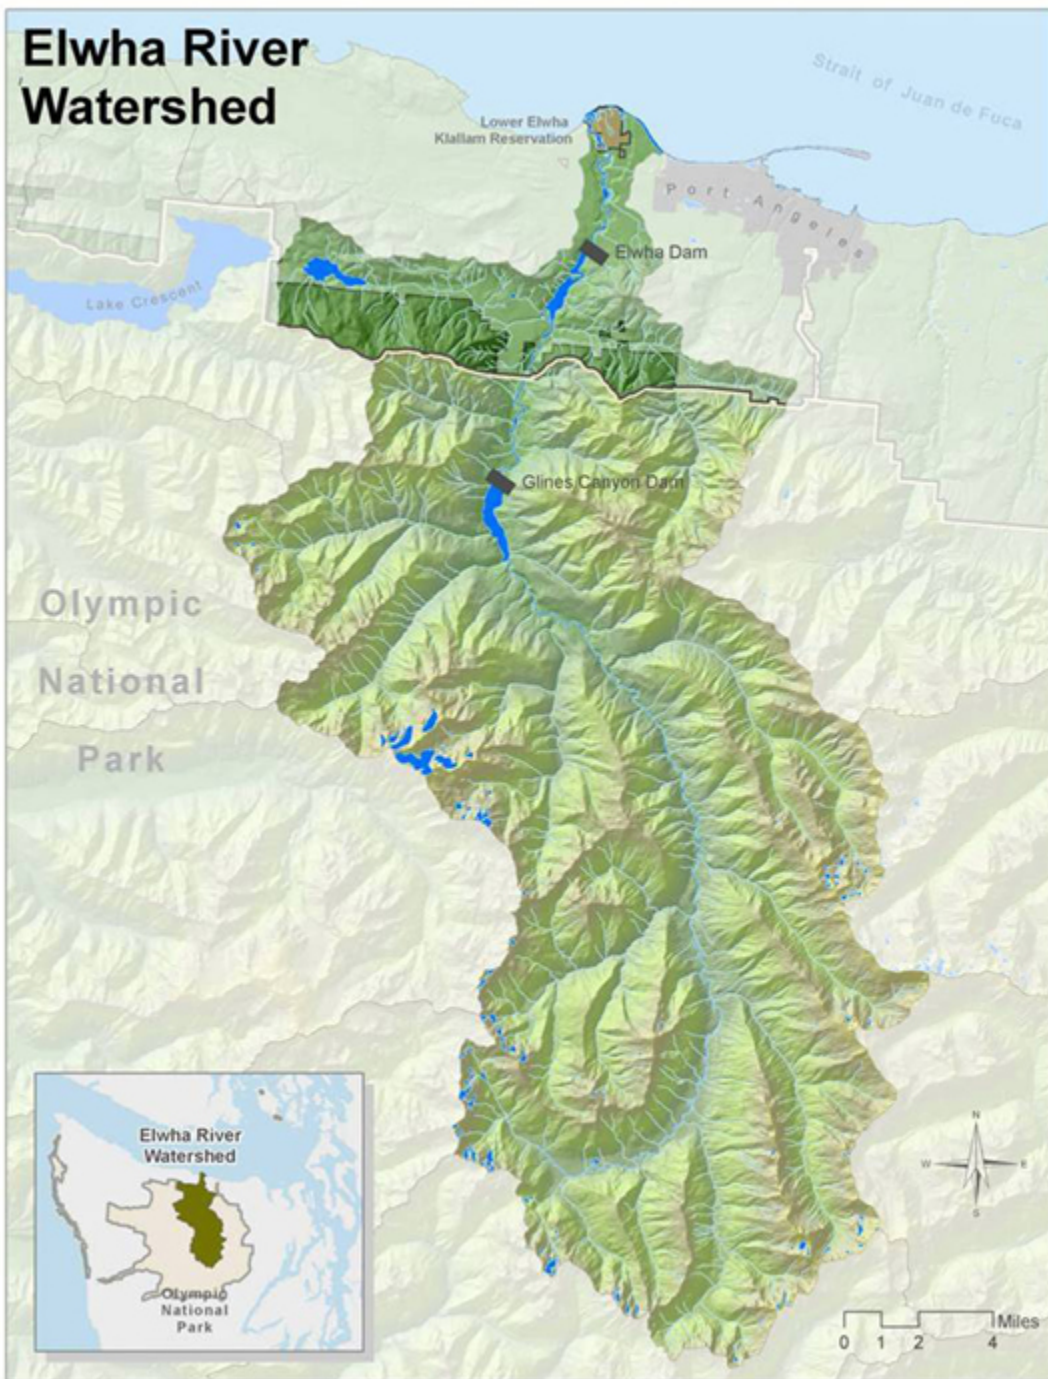 Elwha River
Watershed
Strait of Juan de Fuca
Lower Elwha
Klallam Reservation
Port Angeles
Elwha Dam
Lake Crescent
Glines Canyon Dam
Olympic
National
Park
Elwha River
Watershed
Olympic
National
Park
N
W
E
S
Miles
0 1 2 4